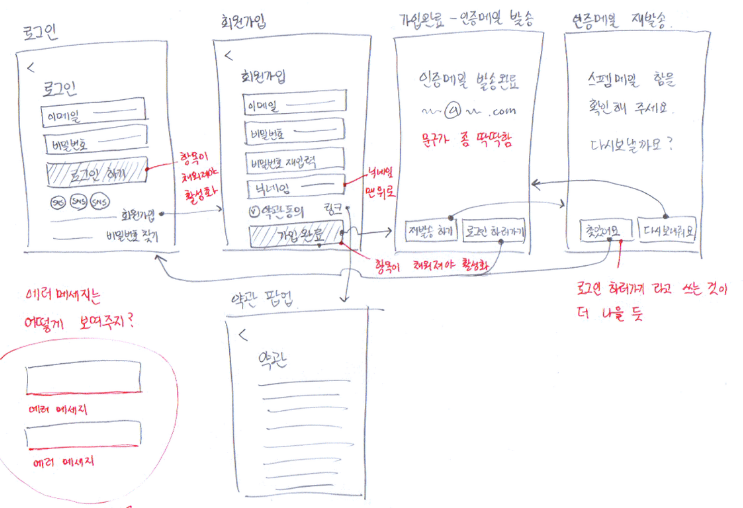 로그인
<
로그인
이메일
비밀번호
로그인 하기
항목이
채워져야
활성화
SNS SNS SNS
회원가입
비밀번호 찾기
회원가입
<
회원가입
이메일
비밀번호
비밀번호 재입력
닉네임
닉네임
맨위로
약관동의 링크
가입완료
항목이 채워져야 활성화
가입완료 - 인증메일 발송
인증메일 발송완료
~~@~.com
문구가 좀 딱딱함
재발송 하기
로그인 하러가기
인증메일 재발송.
스펨메일 함을
확인해 주세요.
다시보낼까요?
찾았어요
다시보내줘요
로그인 하러가기 라고 쓰는 것이
더 나을 듯
에러 메세지는
어떻게 보여주지?
에러 메세지
에러 메세지
약관 팝업
<
약관